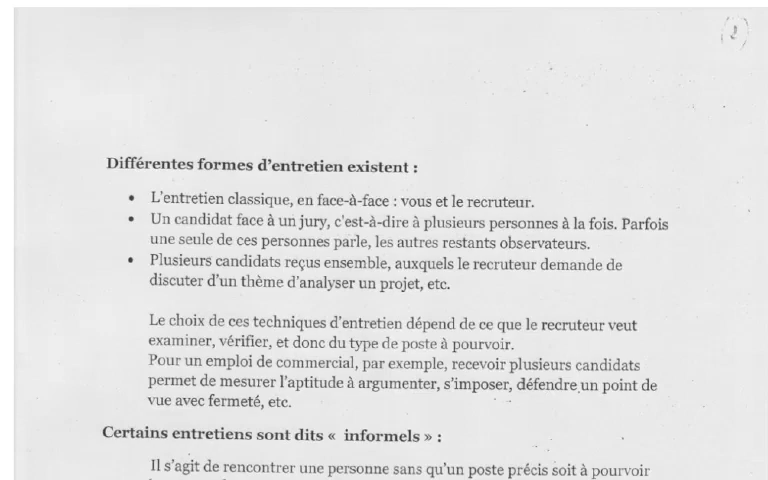 (2)
Différentes formes d'entretien existent :
• L'entretien classique, en face-à-face : vous et le recruteur.
• Un candidat face à un jury, c'est-à-dire à plusieurs personnes à la fois. Parfois
une seule de ces personnes parle, les autres restants observateurs.
• Plusieurs candidats reçus ensemble, auxquels le recruteur demande de
discuter d'un thème d'analyser un projet, etc.
Le choix de ces techniques d'entretien dépend de ce que le recruteur veut
examiner, vérifier, et donc du type de poste à pourvoir.
Pour un emploi de commercial, par exemple, recevoir plusieurs candidats
permet de mesurer l'aptitude à argumenter, s'imposer, défendre un point de
vue avec fermeté, etc.
Certains entretiens sont dits « informels » :
Il s'agit de rencontrer une personne sans qu'un poste précis soit à pourvoir